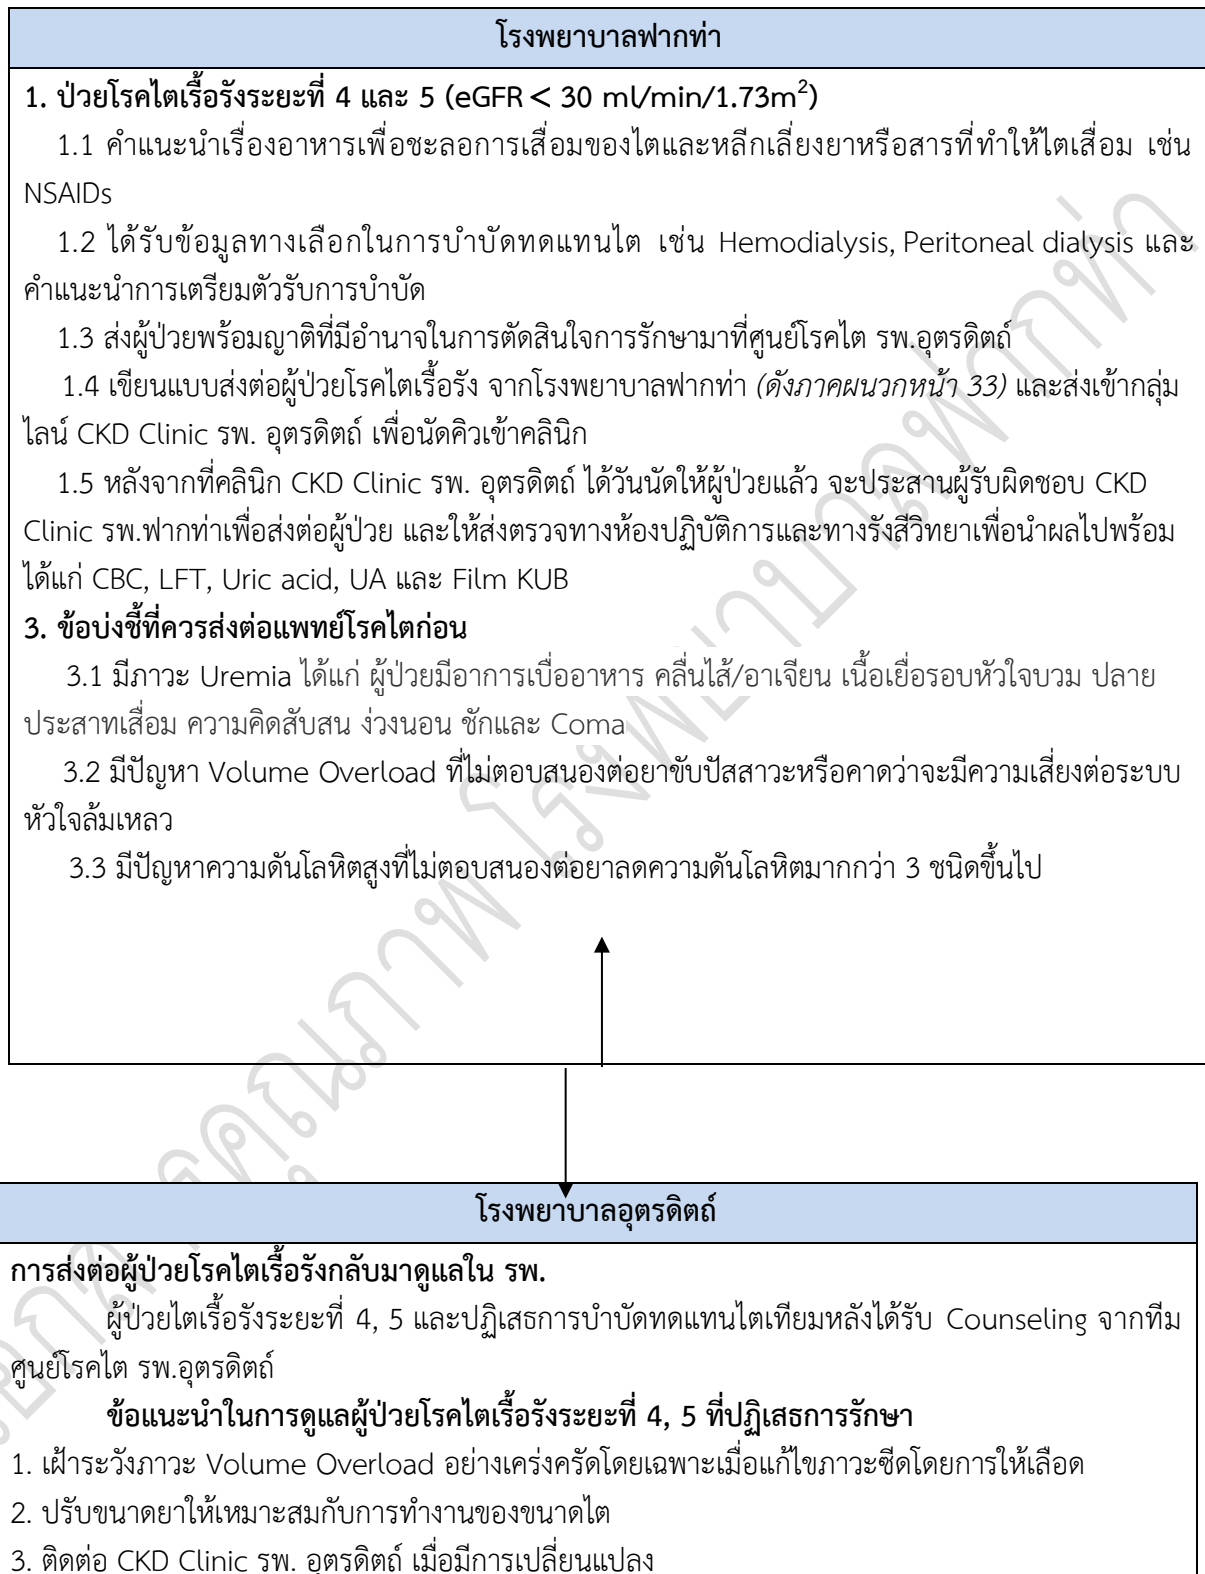 โรงพยาบาลฟากท่า
1. ป่วยโรคไตเรื้อรังระยะที่ 4 และ 5 (eGFR < 30 ml/min/1.73m²)
1.1 คำแนะนำเรื่องอาหารเพื่อชะลอการเสื่อมของไตและหลีกเลี่ยงยาหรือสารที่ทำให้ไตเสื่อม เช่น
NSAIDs
1.2 ได้รับข้อมูลทางเลือกในการบำบัดทดแทนไต เช่น Hemodialysis, Peritoneal dialysis และ
คำแนะนำการเตรียมตัวรับการบำบัด
1.3 ส่งผู้ป่วยพร้อมญาติที่มีอำนาจในการตัดสินใจการรักษามาที่ศูนย์โรคไต รพ.อุตรดิตถ์
1.4 เขียนแบบส่งต่อผู้ป่วยโรคไตเรื้อรัง จากโรงพยาบาลฟากท่า (ดังภาคผนวกหน้า 33) และส่งเข้ากลุ่ม
ไลน์ CKD Clinic รพ. อุตรดิตถ์ เพื่อนัดคิวเข้าคลินิก
1.5 หลังจากที่คลินิก CKD Clinic รพ. อุตรดิตถ์ ได้วันนัดให้ผู้ป่วยแล้ว จะประสานผู้รับผิดชอบ CKD
Clinic รพ.ฟากท่าเพื่อส่งต่อผู้ป่วย และให้ส่งตรวจทางห้องปฏิบัติการและทางรังสีวิทยาเพื่อนำผลไปพร้อม
ได้แก่ CBC, LFT, Uric acid, UA และ Film KUB
3. ข้อบ่งชี้ที่ควรส่งต่อแพทย์โรคไตก่อน
3.1 มีภาวะ Uremia ได้แก่ ผู้ป่วยมีอาการเบื่ออาหาร คลื่นไส้/อาเจียน เนื้อเยื่อรอบหัวใจบวม ปลาย
ประสาทเสื่อม ความคิดสับสน ง่วงนอน ชักและ Coma
3.2 มีปัญหา Volume Overload ที่ไม่ตอบสนองต่อยาขับปัสสาวะหรือคาดว่าจะมีความเสี่ยงต่อระบบ
หัวใจล้มเหลว
3.3 มีปัญหาความดันโลหิตสูงที่ไม่ตอบสนองต่อยาลดความดันโลหิตมากกว่า 3 ชนิดขึ้นไป
โรงพยาบาลอุตรดิตถ์
การส่งต่อผู้ป่วยโรคไตเรื้อรังกลับมาดูแลใน รพ.
ผู้ป่วยไตเรื้อรังระยะที่ 4, 5 และปฏิเสธการบำบัดทดแทนไตเทียมหลังได้รับ Counseling จากทีม
ศูนย์โรคไต รพ.อุตรดิตถ์
ข้อแนะนำในการดูแลผู้ป่วยโรคไตเรื้อรังระยะที่ 4, 5 ที่ปฏิเสธการรักษา
1. เฝ้าระวังภาวะ Volume Overload อย่างเคร่งครัดโดยเฉพาะเมื่อแก้ไขภาวะซีดโดยการให้เลือด
2. ปรับขนาดยาให้เหมาะสมกับการทำงานของขนาดไต
3. ติดต่อ CKD Clinic รพ. อุตรดิตถ์ เมื่อมีการเปลี่ยนแปลง